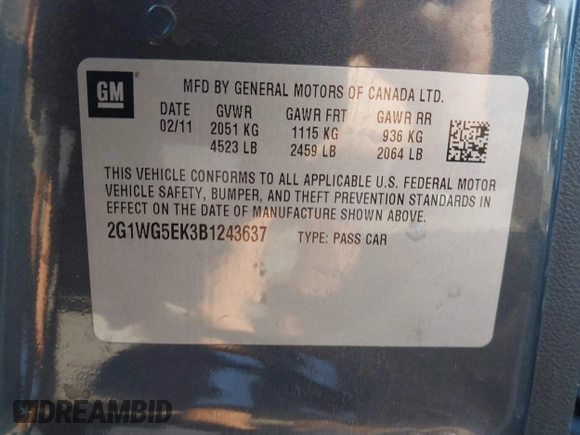 GM
MFD BY GENERAL MOTORS OF CANADA LTD.
DATE GVWR GAWR FRT GAWR RR
02/11 2051 KG 1115 KG 936 KG
4523 LB 2459 LB 2064 LB
THIS VEHICLE CONFORMS TO ALL APPLICABLE U.S. FEDERAL MOTOR
VEHICLE SAFETY, BUMPER, AND THEFT PREVENTION STANDARDS IN
EFFECT ON THE DATE OF MANUFACTURE SHOWN ABOVE.
2G1WG5EK3B1243637 TYPE: PASS CAR
DREAMBID